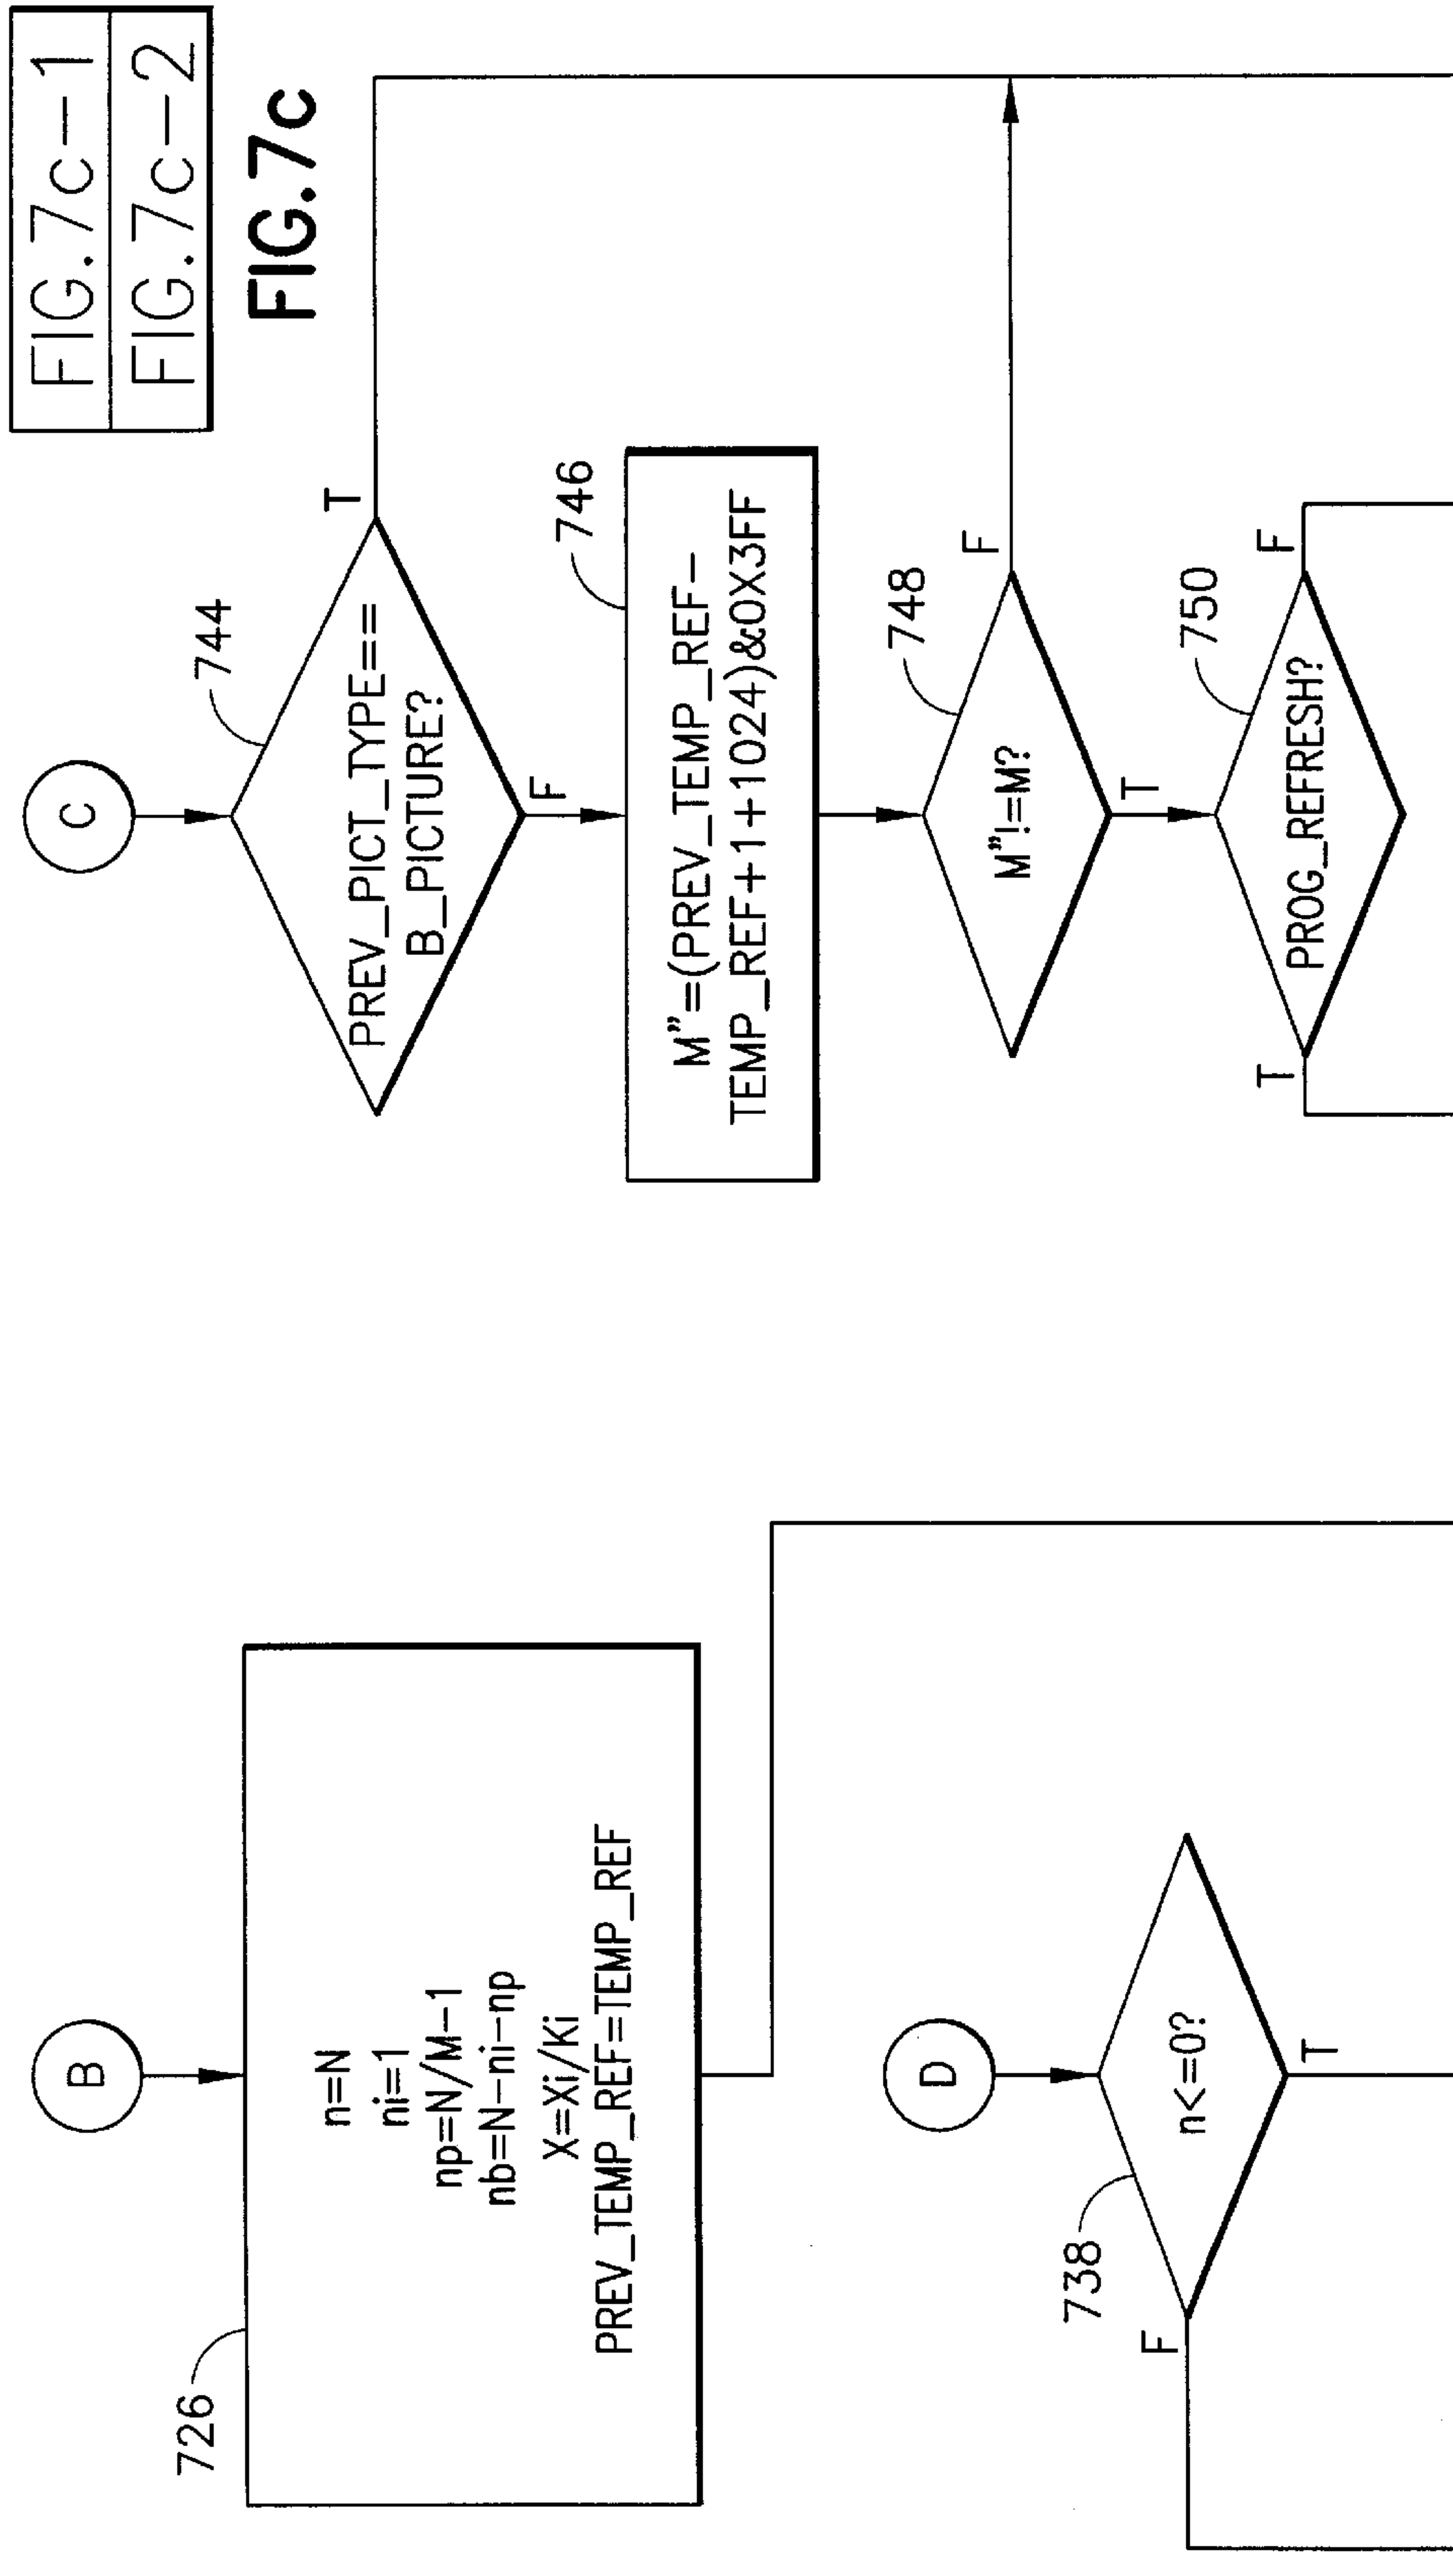 FIG.7c-1
FIG.7c-2
FIG.7c
B
726
n=N
ni=1
np=N/M-1
nb=N-ni-np
X=Xi/Ki
PREV_TEMP_REF=TEMP_REF
D
738
n<=0?
F
T
C
744
PREV_PICT_TYPE==
B_PICTURE?
T
F
746
M"=(PREV_TEMP_REF-
TEMP_REF+1+1024)&0X3FF
748
M"!=M?
F
T
750
PROG_REFRESH?
T
F